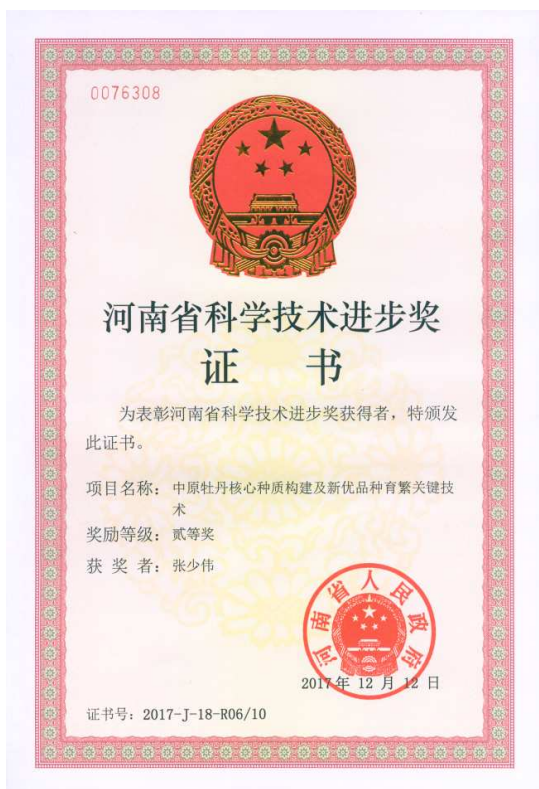 0076308
河南省科学技术进步奖
证 书
为表彰河南省科学技术进步奖获得者，特颁发
此证书。
项目名称：中原牡丹核心种质构建及新优品种育繁关键技
术
奖励等级：贰等奖
获 奖 者：张少伟
河南省人民政府
2017年 12 月 12 日
证书号：2017-J-18-R06/10